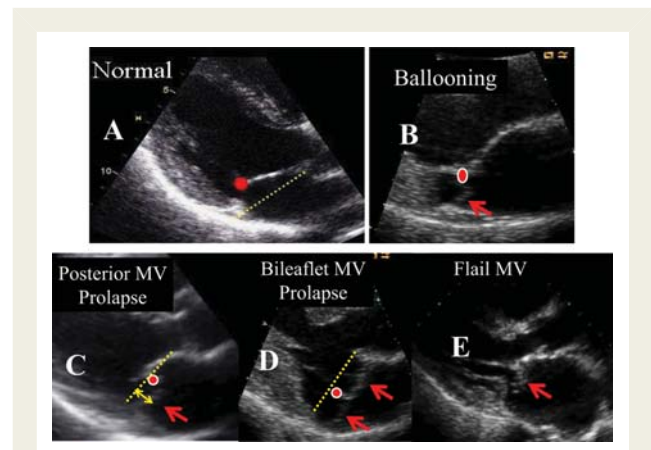 Normal
A
5
10
Ballooning
B
Posterior MV
Prolapse
C
Bileaflet MV
Prolapse
D
Flail MV
E